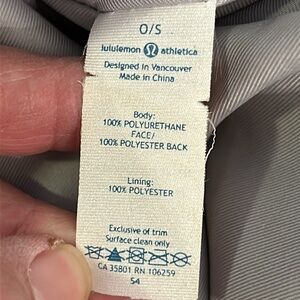 O/S
lululemon athletica
Designed in Vancouver
Made in China
Body:
100% POLYURETHANE
FACE/
100% POLYESTER BACK
Lining:
100% POLYESTER
Exclusive of trim
Surface clean only
CA 35801 RN 106259
54